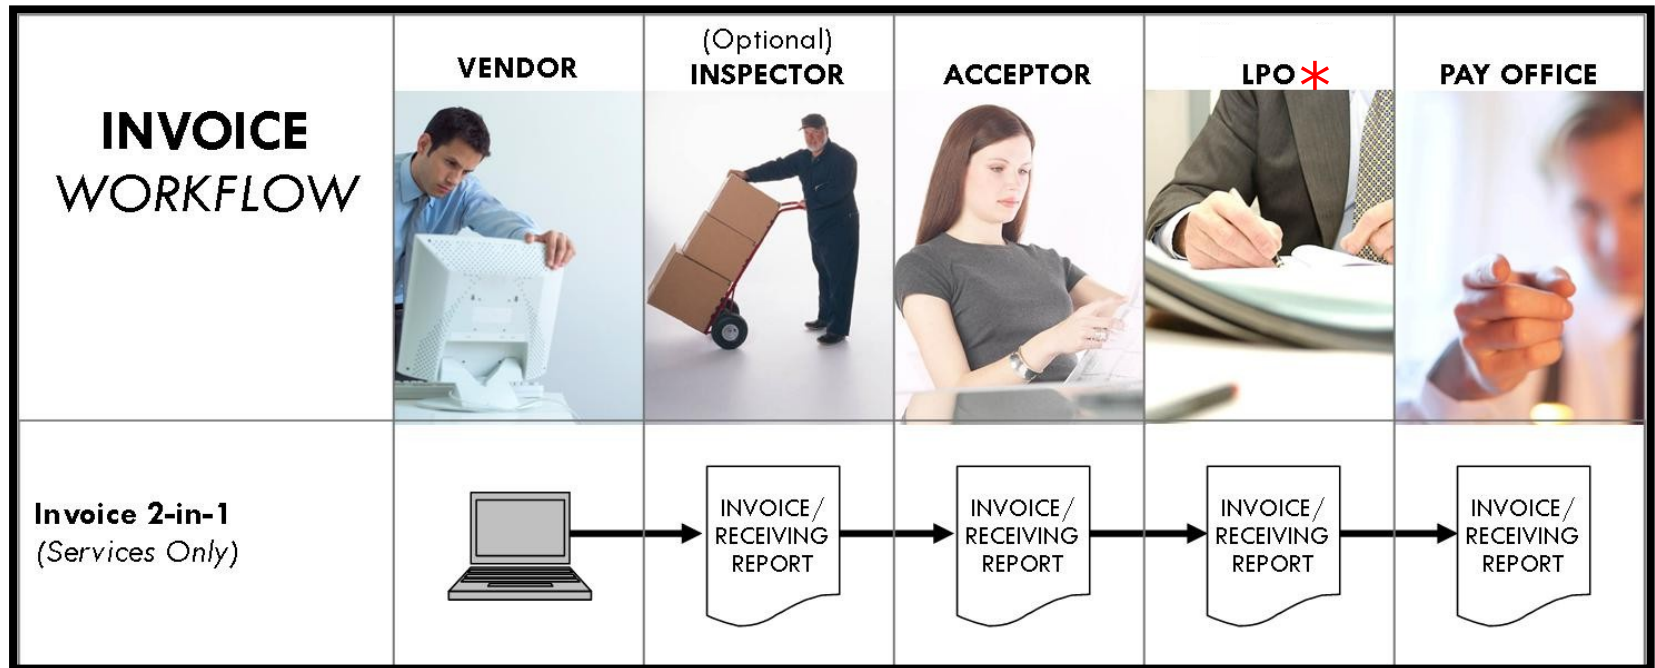 INVOICE
WORKFLOW
VENDOR
(Optional)
INSPECTOR
ACCEPTOR
LPO*
PAY OFFICE
Invoice 2-in-1
(Services Only)
INVOICE/
RECEIVING
REPORT
INVOICE/
RECEIVING
REPORT
INVOICE/
RECEIVING
REPORT
INVOICE/
RECEIVING
REPORT